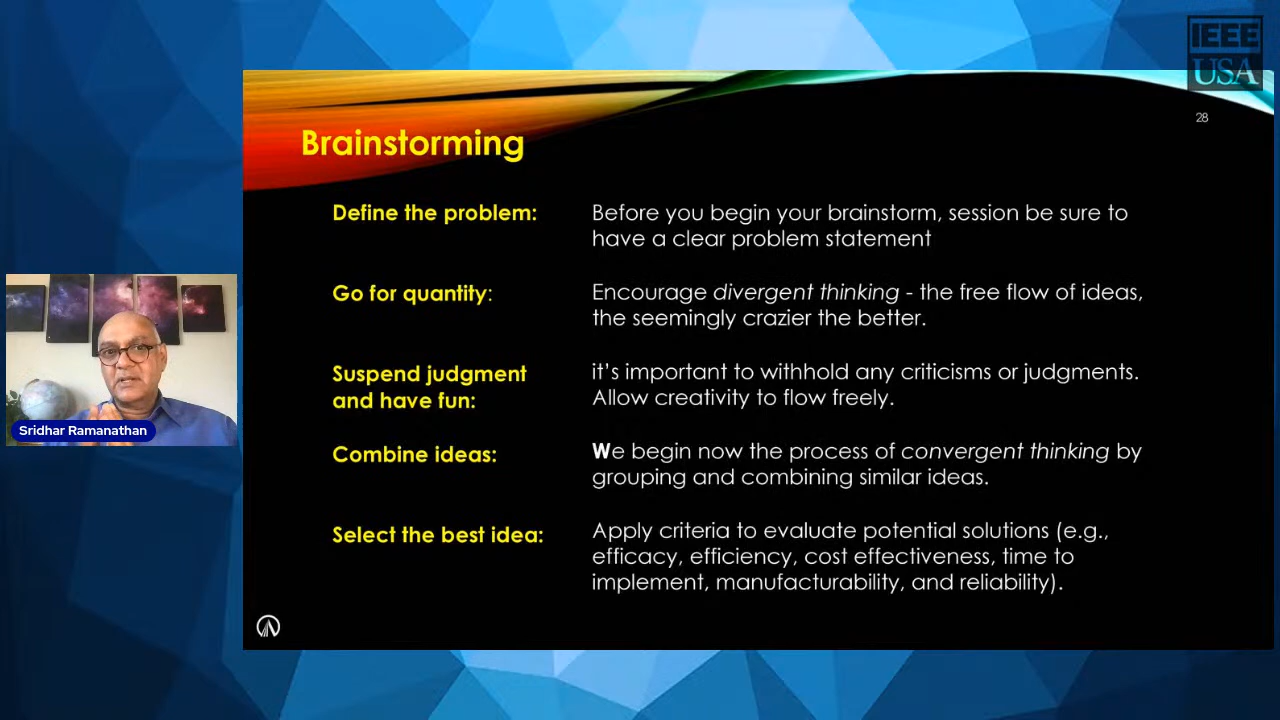 IEEE
USA
28
Brainstorming
Define the problem:
Before you begin your brainstorm, session be sure to
have a clear problem statement
Go for quantity:
Encourage divergent thinking - the free flow of ideas,
the seemingly crazier the better.
Suspend judgment
and have fun:
it's important to withhold any criticisms or judgments.
Allow creativity to flow freely.
Combine ideas:
We begin now the process of convergent thinking by
grouping and combining similar ideas.
Select the best idea:
Apply criteria to evaluate potential solutions (e.g.,
efficacy, efficiency, cost effectiveness, time to
implement, manufacturability, and reliability).
Sridhar Ramanathan